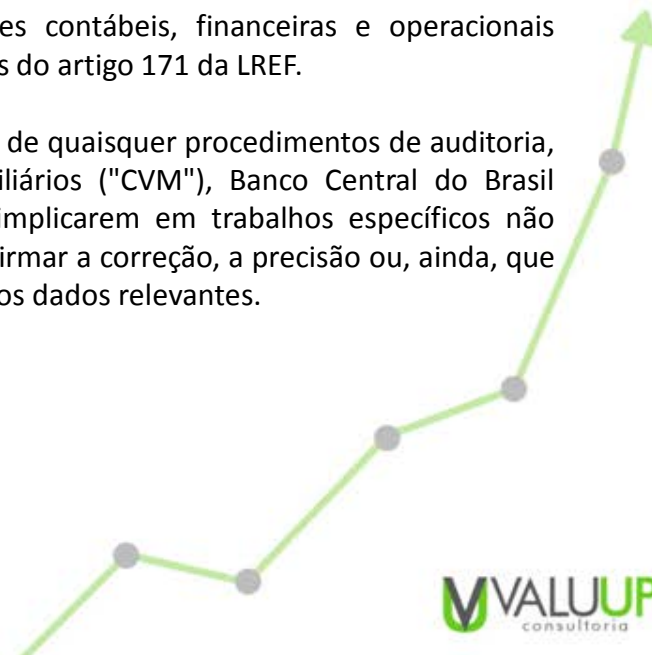 es contábeis, financeiras e operacionais
s do artigo 171 da LREF.
de quaisquer procedimentos de auditoria,
iliários ("CVM"), Banco Central do Brasil
implicarem em trabalhos específicos não
irmar a correção, a precisão ou, ainda, que
os dados relevantes.
VALUUP
consultoria